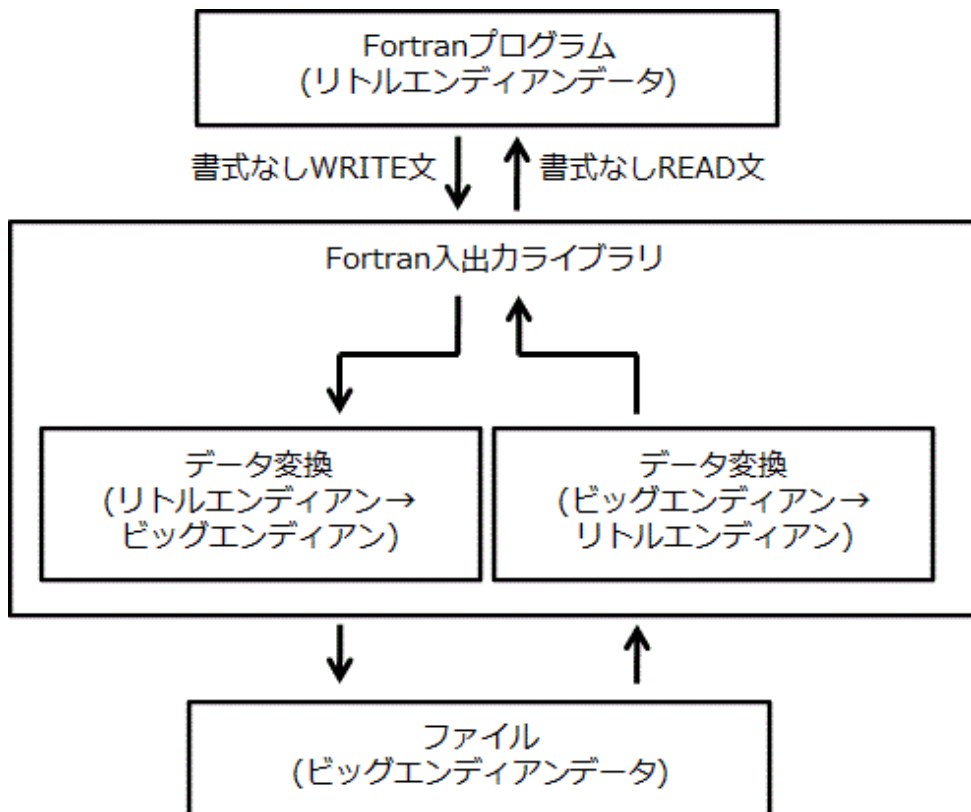 Fortranプログラム
(リトルエンディアンデータ)
書式なしWRITE文
書式なしREAD文
Fortran入出力ライブラリ
データ変換
(リトルエンディアン→
ビッグエンディアン)
データ変換
(ビッグエンディアン→
リトルエンディアン)
ファイル
(ビッグエンディアンデータ)